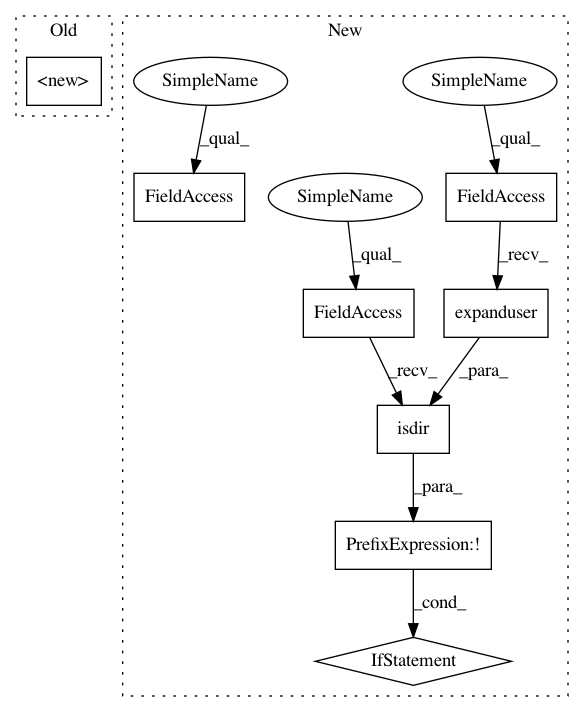 Old
New
<new>
SimpleName
SimpleName
_qual_
_qual_
FieldAccess
SimpleName
FieldAccess
_qual_
_recv_
FieldAccess
expanduser
_recv_
_para_
isdir
_para_
PrefixExpression:!
_cond_
IfStatement